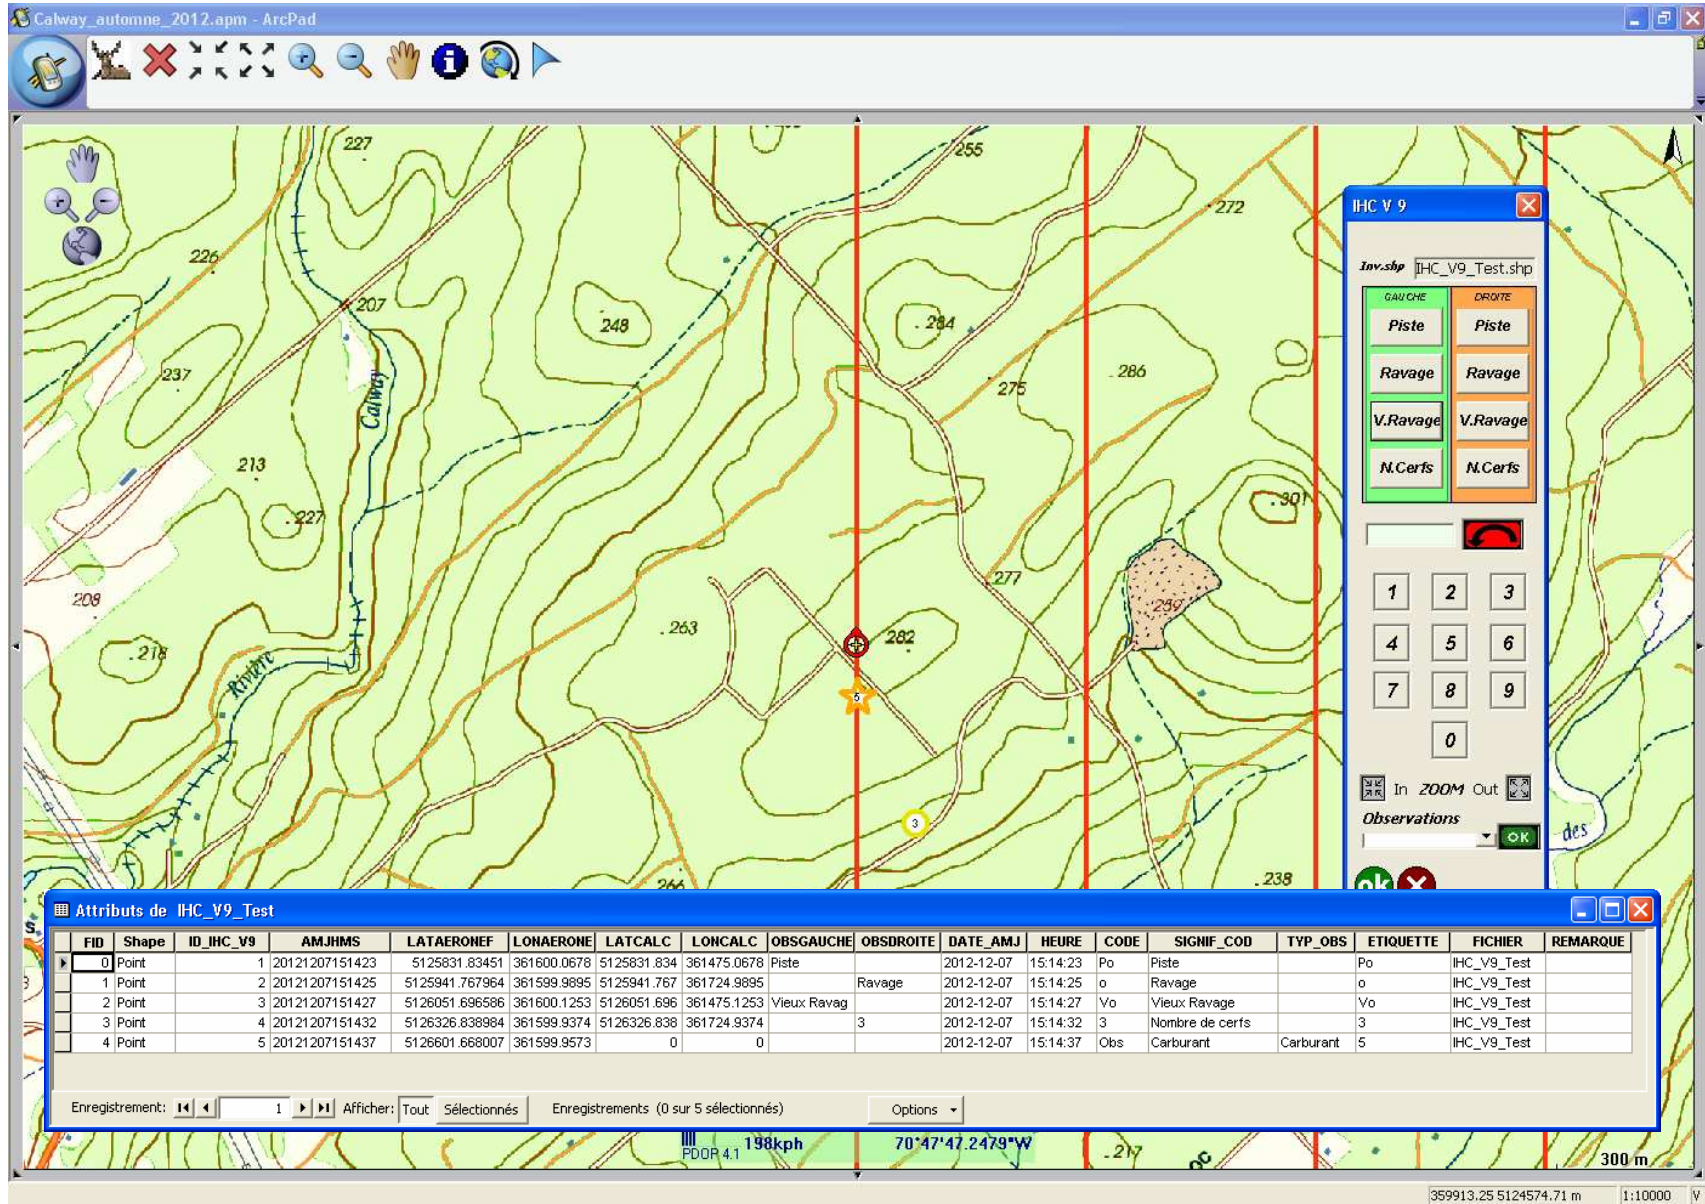 Calway_automne_2012.apm - ArcPad
227
255
272
226
207
248
284
237
Calway
275
286
213
227
301
208
277
259
263
282
218
Rivière
5
3
266
238
des
IHC V 9
Inv.shp IHC_V9_Test.shp
GAUCHE DROITE
Piste Piste
Ravage Ravage
V.Ravage V.Ravage
N.Cerfs N.Cerfs
1 2 3
4 5 6
7 8 9
0
In ZOOM Out
Observations
OK
ok
Attributs de IHC_V9_Test
FID Shape ID_IHC_V9 AMJHMS LATAERONEF LONAERONE LATCALC LONCALC OBSGAUCHE OBSDROITE DATE_AMJ HEURE CODE SIGNIF_COD TYP_OBS ETIQUETTE FICHIER REMARQUE
0 Point 1 20121207151423 5125831.83451 361600.0678 5125831.834 361475.0678 Piste 2012-12-07 15:14:23 Po Piste Po IHC_V9_Test
1 Point 2 20121207151425 5125941.767964 361599.9895 5125941.767 361724.9895 Ravage 2012-12-07 15:14:25 o Ravage o IHC_V9_Test
2 Point 3 20121207151427 5126051.696586 361600.1253 5126051.696 361475.1253 Vieux Ravag 2012-12-07 15:14:27 Vo Vieux Ravage Vo IHC_V9_Test
3 Point 4 20121207151432 5126326.838984 361599.9374 5126326.838 361724.9374 3 2012-12-07 15:14:32 3 Nombre de cerfs 3 IHC_V9_Test
4 Point 5 20121207151437 5126601.668007 361599.9573 0 0 2012-12-07 15:14:37 Obs Carburant Carburant 5 IHC_V9_Test
Enregistrement: 1 Afficher: Tout Sélectionnés Enregistrements (0 sur 5 sélectionnés) Options
PDOP 4.1 198kph 70°47'47.2479"W
217
300 m
359913.25 5124574.71 m 1:10000 V